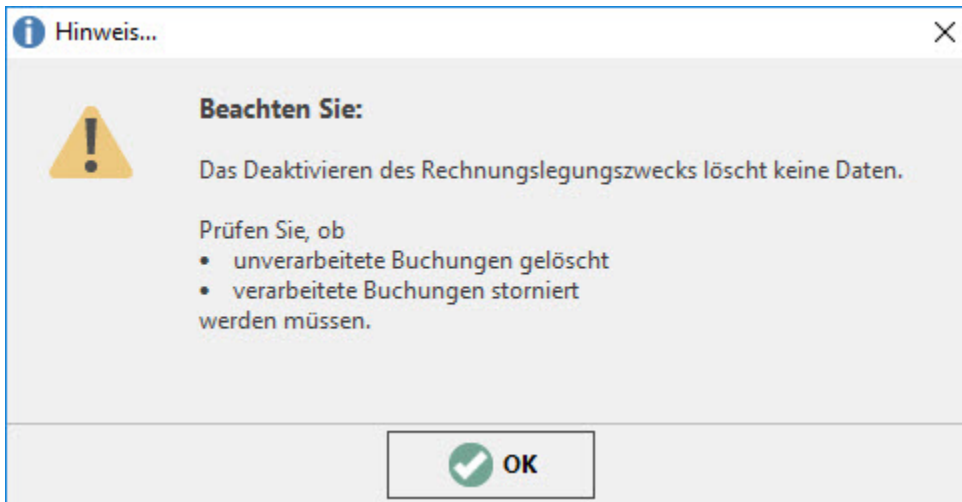 Hinweis...
Beachten Sie:
Das Deaktivieren des Rechnungslegungszwecks löscht keine Daten.
Prüfen Sie, ob
• unverarbeitete Buchungen gelöscht
• verarbeitete Buchungen storniert
werden müssen.
OK